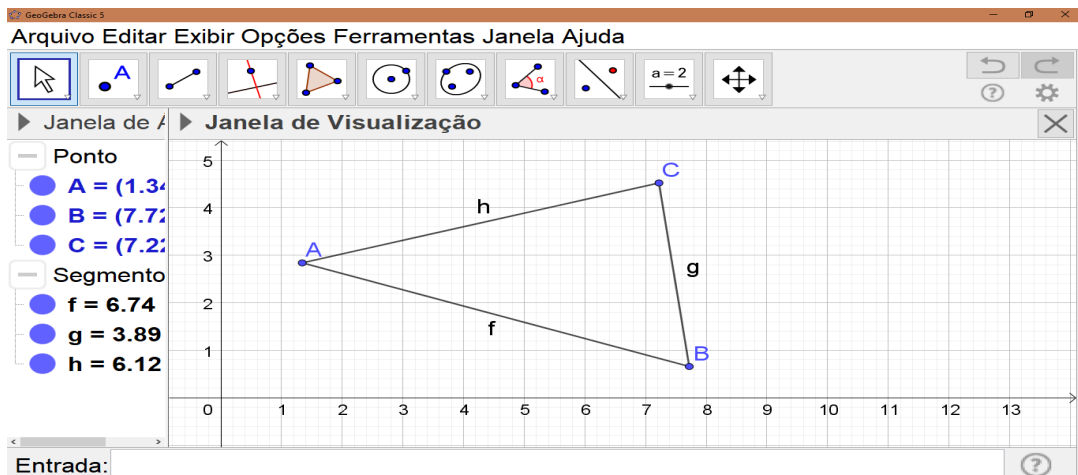 GeoGebra Classic 5
Arquivo Editar Exibir Opções Ferramentas Janela Ajuda
A
α
a = 2
Janela de A
Janela de Visualização
Ponto
A = (1.34
B = (7.72
C = (7.22
Segmento
f = 6.74
g = 3.89
h = 6.12
5
4
3
2
1
0 1 2 3 4 5 6 7 8 9 10 11 12 13
A
B
C
h
g
f
Entrada: